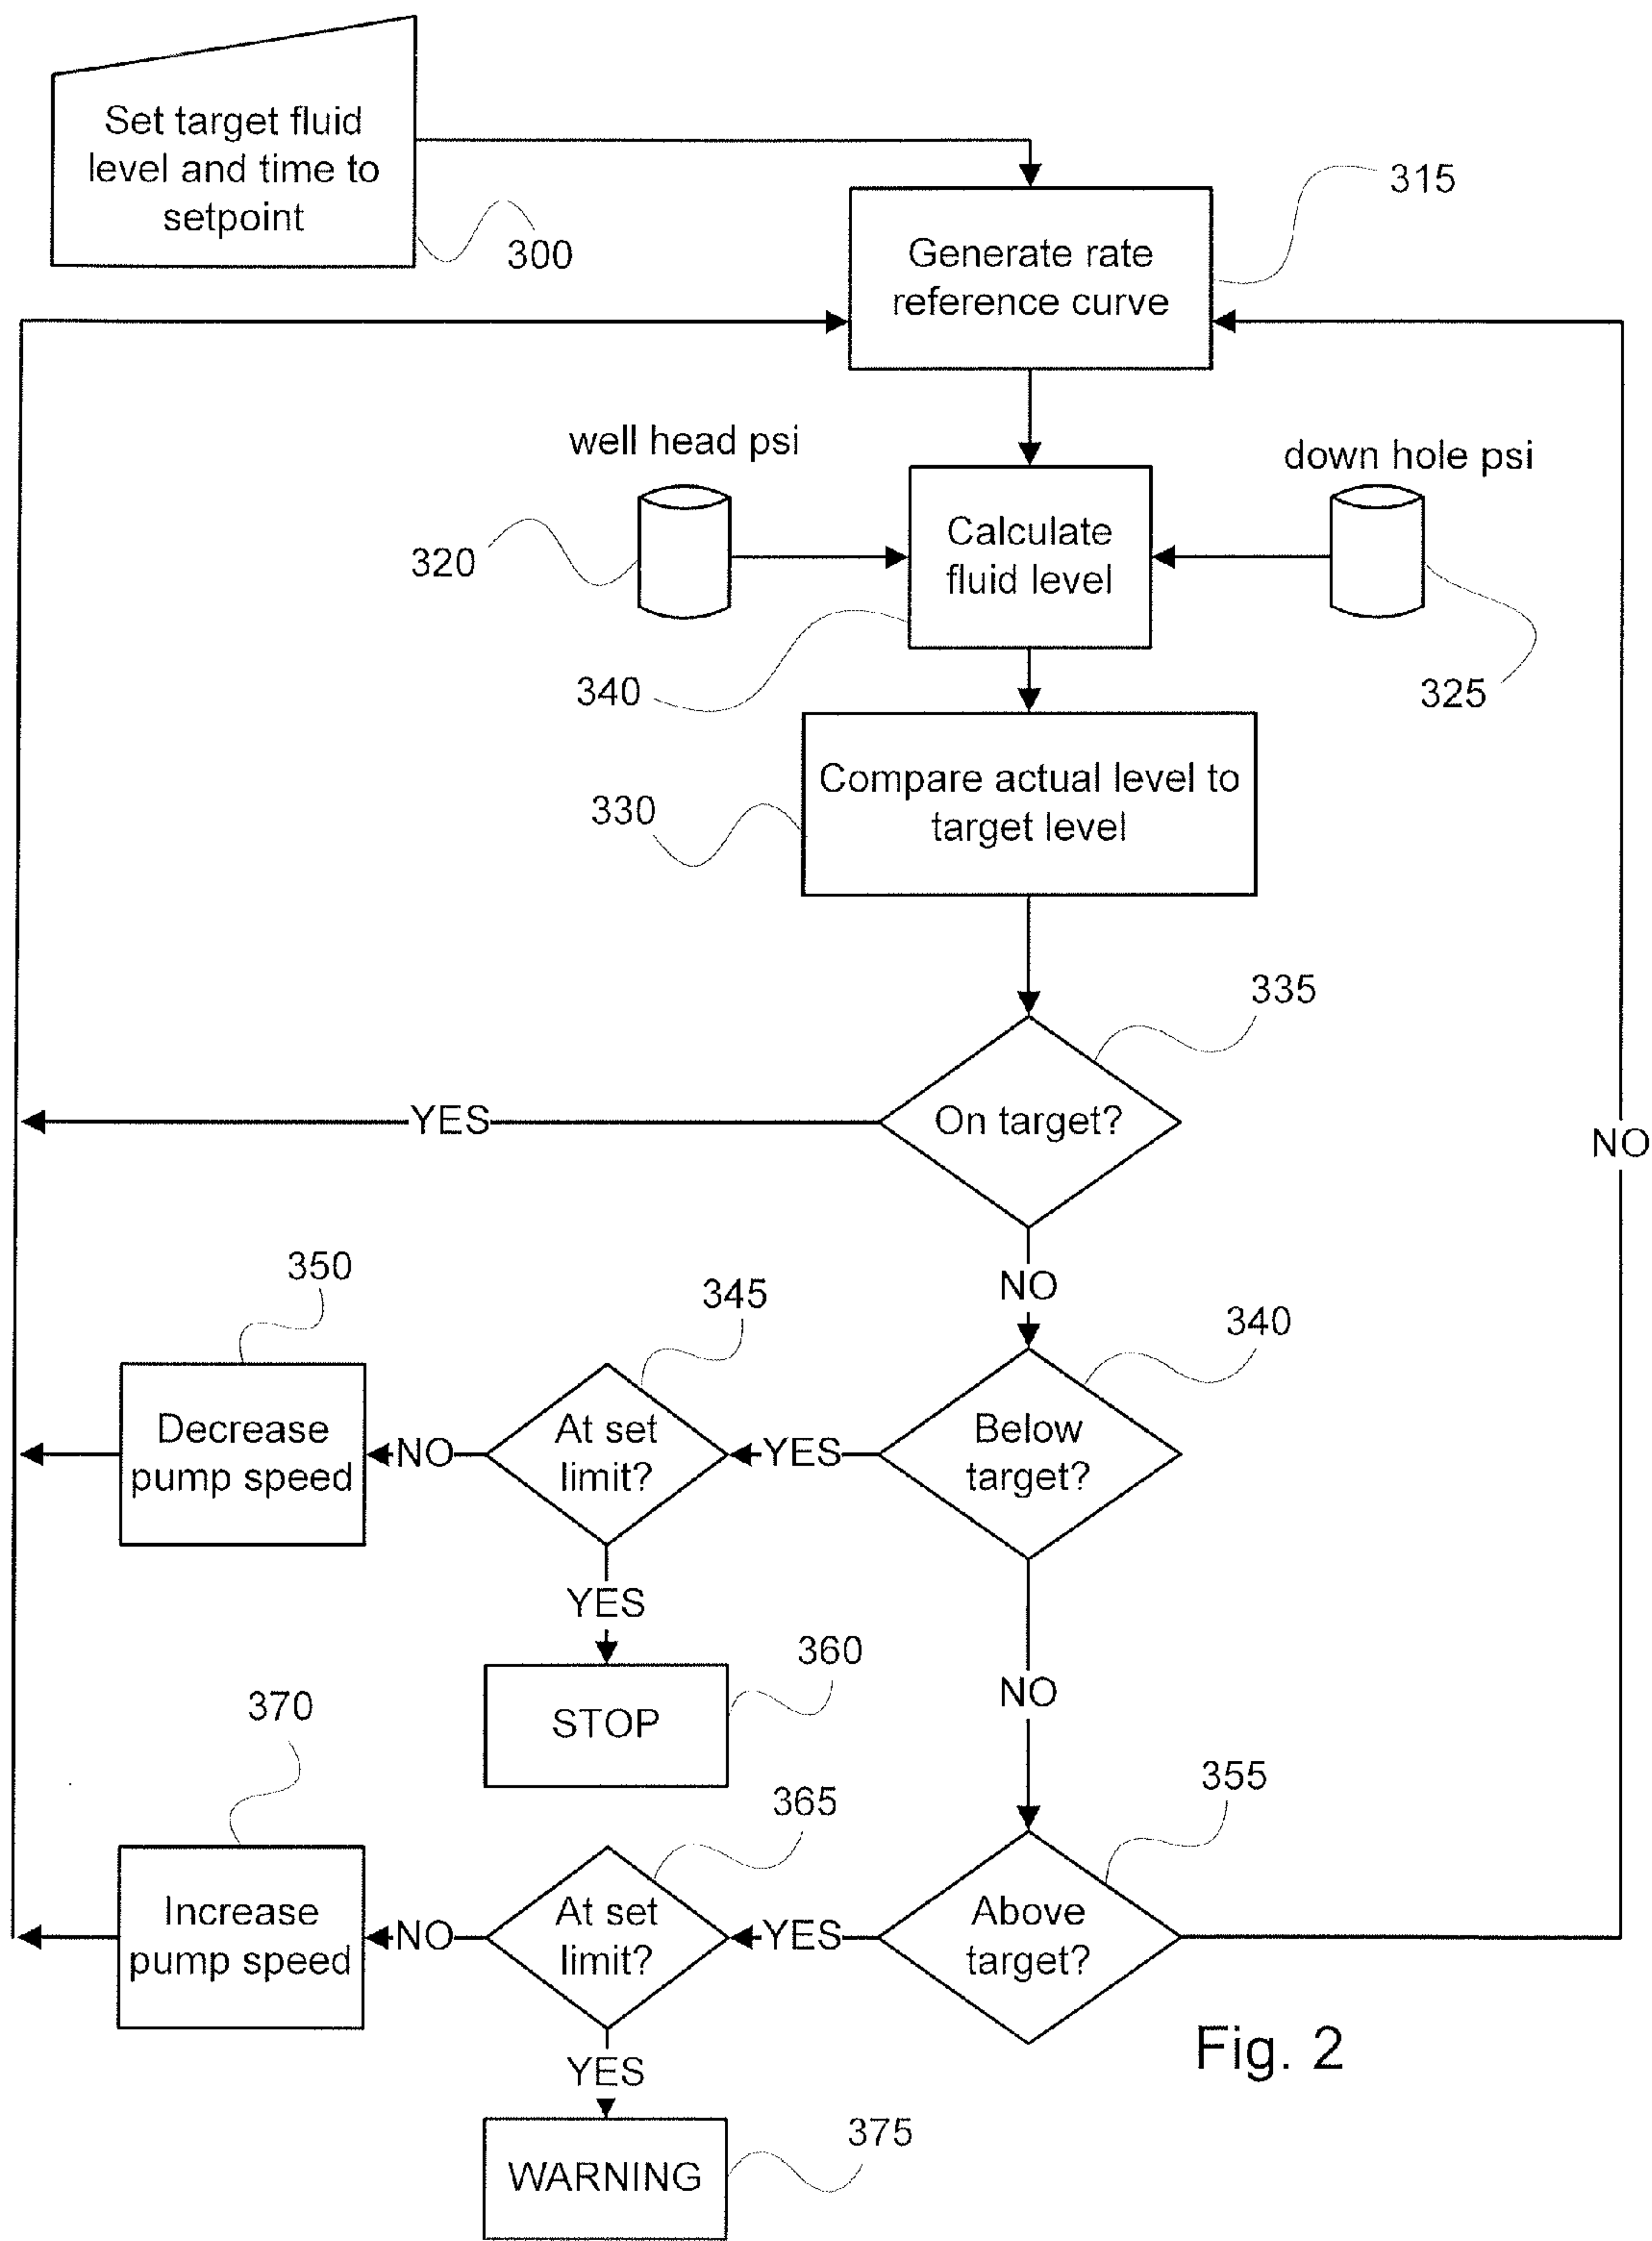 Set target fluid
level and time to
setpoint
300
315
Generate rate
reference curve
well head psi
down hole psi
320
Calculate
fluid level
340
325
330
Compare actual level to
target level
335
YES
On target?
NO
NO
350
345
340
Decrease
pump speed
NO
At set
limit?
YES
Below
target?
YES
360
STOP
NO
370
365
355
Increase
pump speed
NO
At set
limit?
YES
Above
target?
YES
Fig. 2
375
WARNING